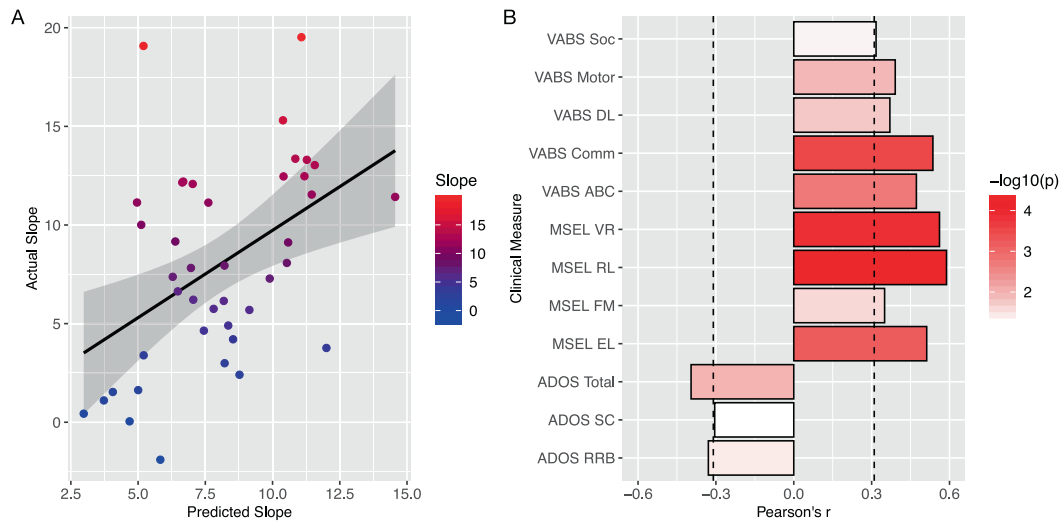 A
Actual Slope
20
15
10
5
0
2.5 5.0 7.5 10.0 12.5 15.0
Predicted Slope
Slope
15
10
5
0
B
Clinical Measure
VABS Soc
VABS Motor
VABS DL
VABS Comm
VABS ABC
MSEL VR
MSEL RL
MSEL FM
MSEL EL
ADOS Total
ADOS SC
ADOS RRB
−0.6 −0.3 0.0 0.3 0.6
Pearson's r
−log10(p)
4
3
2